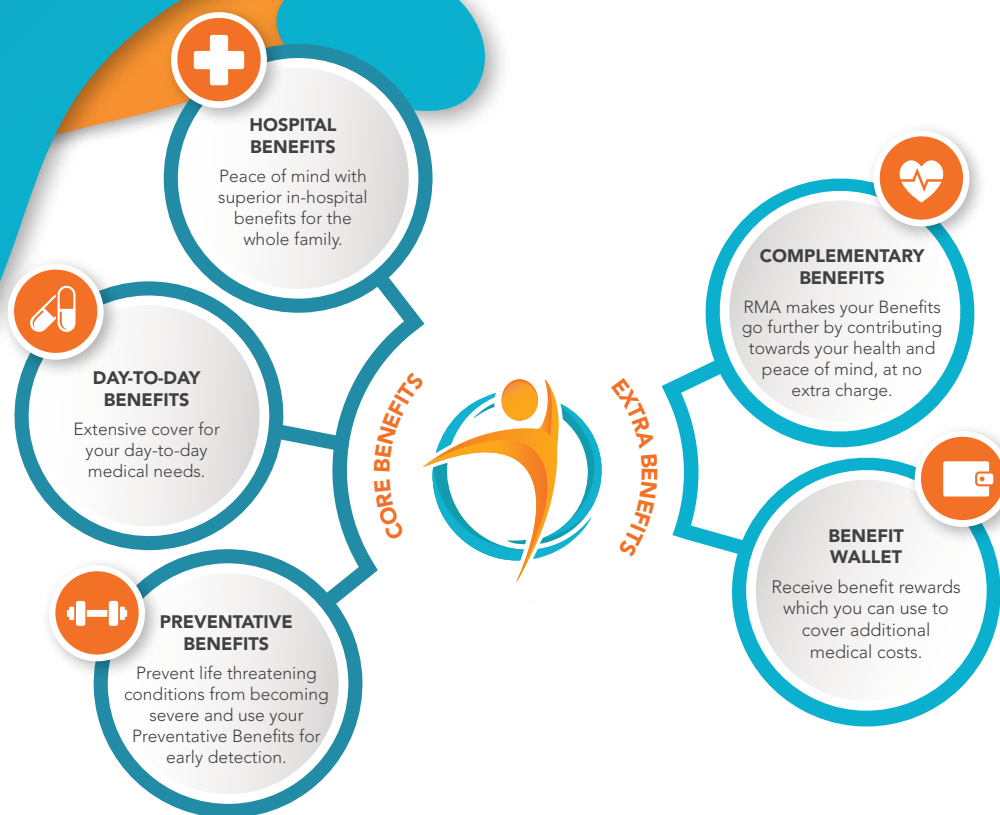 HOSPITAL
BENEFITS
Peace of mind with
superior in-hospital
benefits for the
whole family.
DAY-TO-DAY
BENEFITS
Extensive cover for
your day-to-day
medical needs.
PREVENTATIVE
BENEFITS
Prevent life threatening
conditions from becoming
severe and use your
Preventative Benefits for
early detection.
CORE BENEFITS
EXTRA BENEFITS
COMPLEMENTARY
BENEFITS
RMA makes your Benefits
go further by contributing
towards your health and
peace of mind, at no
extra charge.
BENEFIT
WALLET
Receive benefit rewards
which you can use to
cover additional
medical costs.